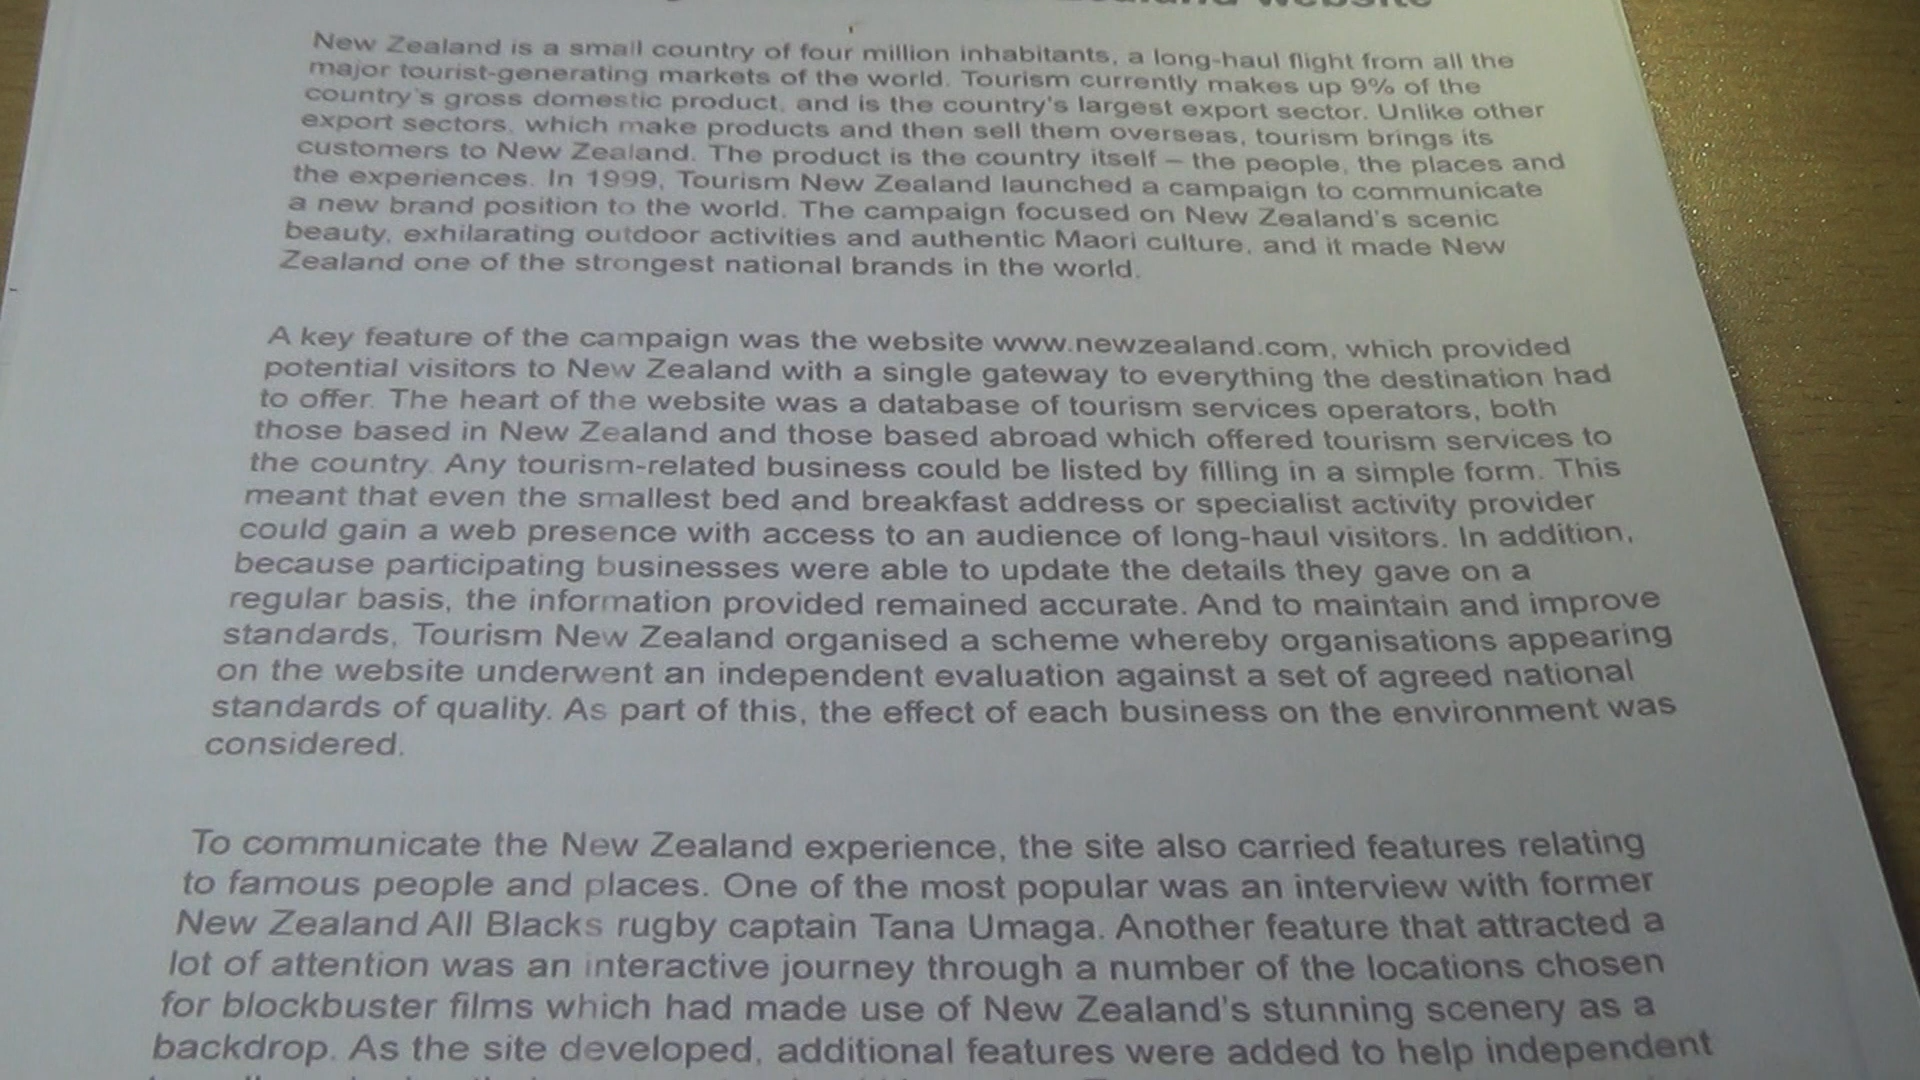 Zealand website
New Zealand is a small country of four million inhabitants, a long-haul flight from all the
major tourist-generating markets of the world. Tourism currently makes up 9% of the
country's gross domestic product, and is the country's largest export sector. Unlike other
export sectors, which make products and then sell them overseas, tourism brings its
customers to New Zealand. The product is the country itself – the people, the places and
the experiences. In 1999, Tourism New Zealand launched a campaign to communicate
a new brand position to the world. The campaign focused on New Zealand's scenic
beauty, exhilarating outdoor activities and authentic Maori culture, and it made New
Zealand one of the strongest national brands in the world.
A key feature of the campaign was the website www.newzealand.com, which provided
potential visitors to New Zealand with a single gateway to everything the destination had
to offer. The heart of the website was a database of tourism services operators, both
those based in New Zealand and those based abroad which offered tourism services to
the country. Any tourism-related business could be listed by filling in a simple form. This
meant that even the smallest bed and breakfast address or specialist activity provider
could gain a web presence with access to an audience of long-haul visitors. In addition,
because participating businesses were able to update the details they gave on a
regular basis, the information provided remained accurate. And to maintain and improve
standards, Tourism New Zealand organised a scheme whereby organisations appearing
on the website underwent an independent evaluation against a set of agreed national
standards of quality. As part of this, the effect of each business on the environment was
considered.
To communicate the New Zealand experience, the site also carried features relating
to famous people and places. One of the most popular was an interview with former
New Zealand All Blacks rugby captain Tana Umaga. Another feature that attracted a
lot of attention was an interactive journey through a number of the locations chosen
for blockbuster films which had made use of New Zealand's stunning scenery as a
backdrop. As the site developed, additional features were added to help independent